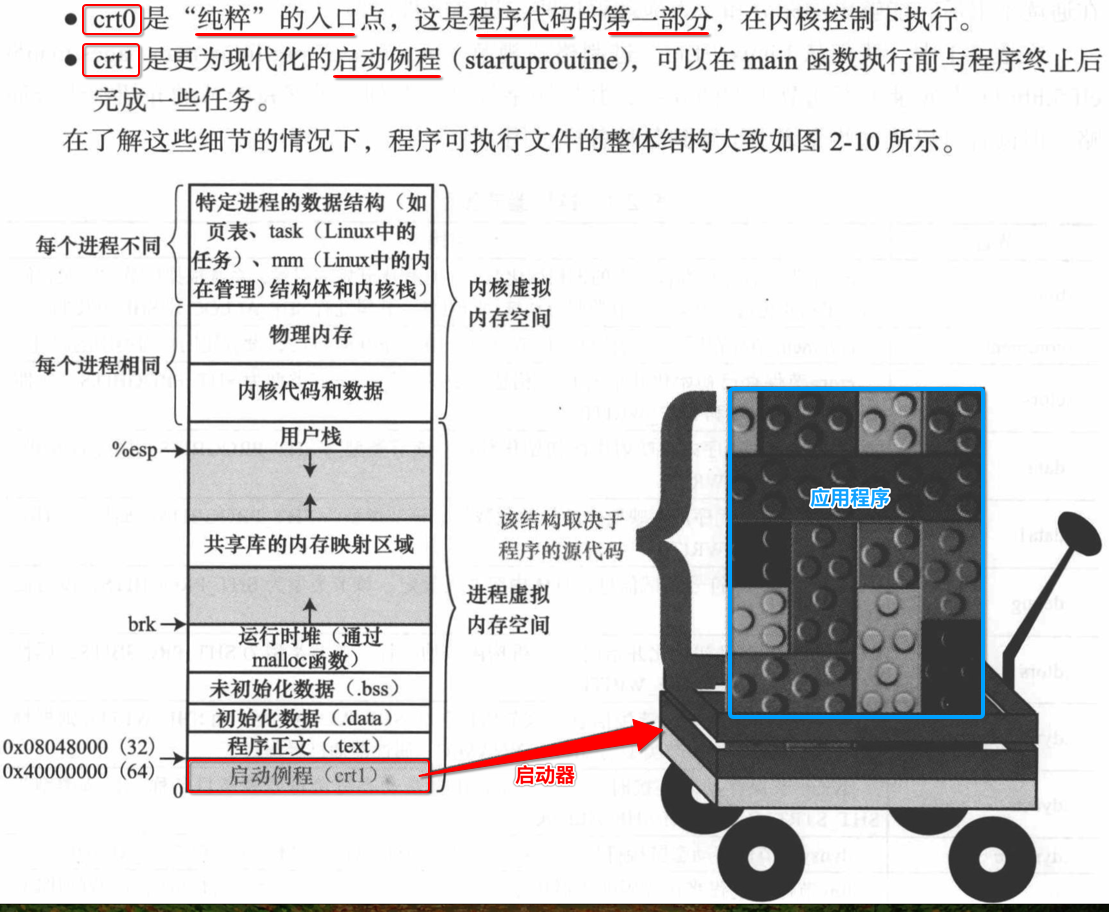 ● crt0 是“纯粹”的入口点，这是程序代码的第一部分，在内核控制下执行。
● crt1 是更为现代化的启动例程（startuproutine），可以在 main 函数执行前与程序终止后
完成一些任务。
在了解这些细节的情况下，程序可执行文件的整体结构大致如图 2-10 所示。
每个进程不同
特定进程的数据结构（如
页表、task（Linux中的
任务）、mm（Linux中的内
在管理）结构体和内核栈）
内核虚拟
内存空间
每个进程相同
物理内存
内核代码和数据
用户栈
%esp
共享库的内存映射区域
该结构取决于
程序的源代码
应用程序
进程虚拟
内存空间
brk
运行时堆（通过
malloc函数）
未初始化数据（.bss）
初始化数据（.data）
0x08048000（32）
程序正文（.text）
0x40000000（64）
启动例程（crt1）
启动器
0